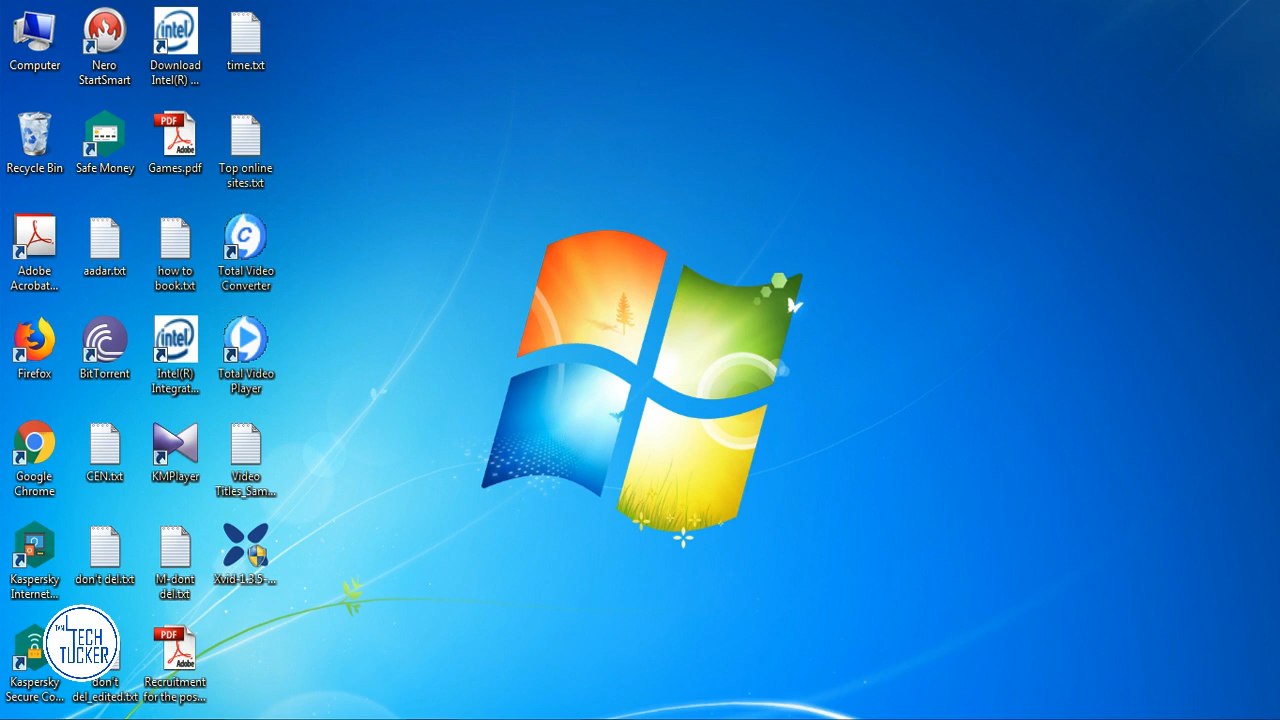 Computer
Nero
StartSmart
intel
Download
Intel(R) ...
time.txt
Recycle Bin
Safe Money
PDF
Adobe
Games.pdf
Top online
sites.txt
Adobe
Acrobat...
aadar.txt
how to
book.txt
Total Video
Converter
Firefox
BitTorrent
intel
Intel(R)
Integrat...
Total Video
Player
Google
Chrome
CEN.txt
KMPlayer
Video
Titles_Sam...
Kaspersky
Internet...
don't del.txt
M-dont
del.txt
Xvid-1.3.5-...
Kaspersky
Secure Co...
THE
TECH
TUCKER
don't
del_edited.txt
PDF
Adobe
Recruitment
for the pos...